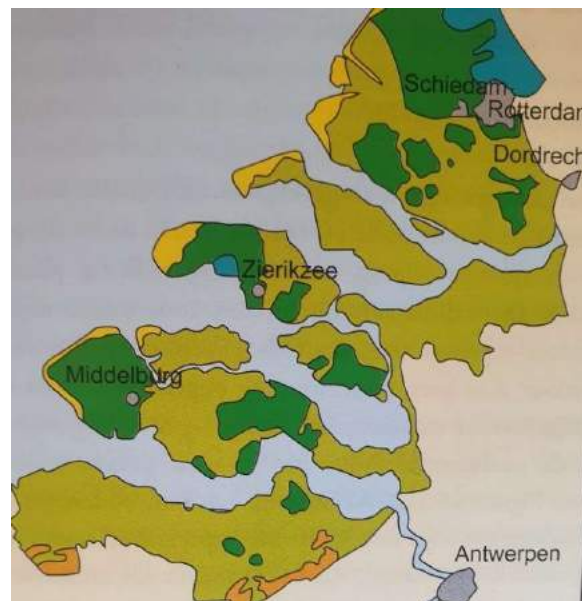 Schiedam
Rotterdam
Dordrech
Zierikzee
Middelburg
Antwerpen